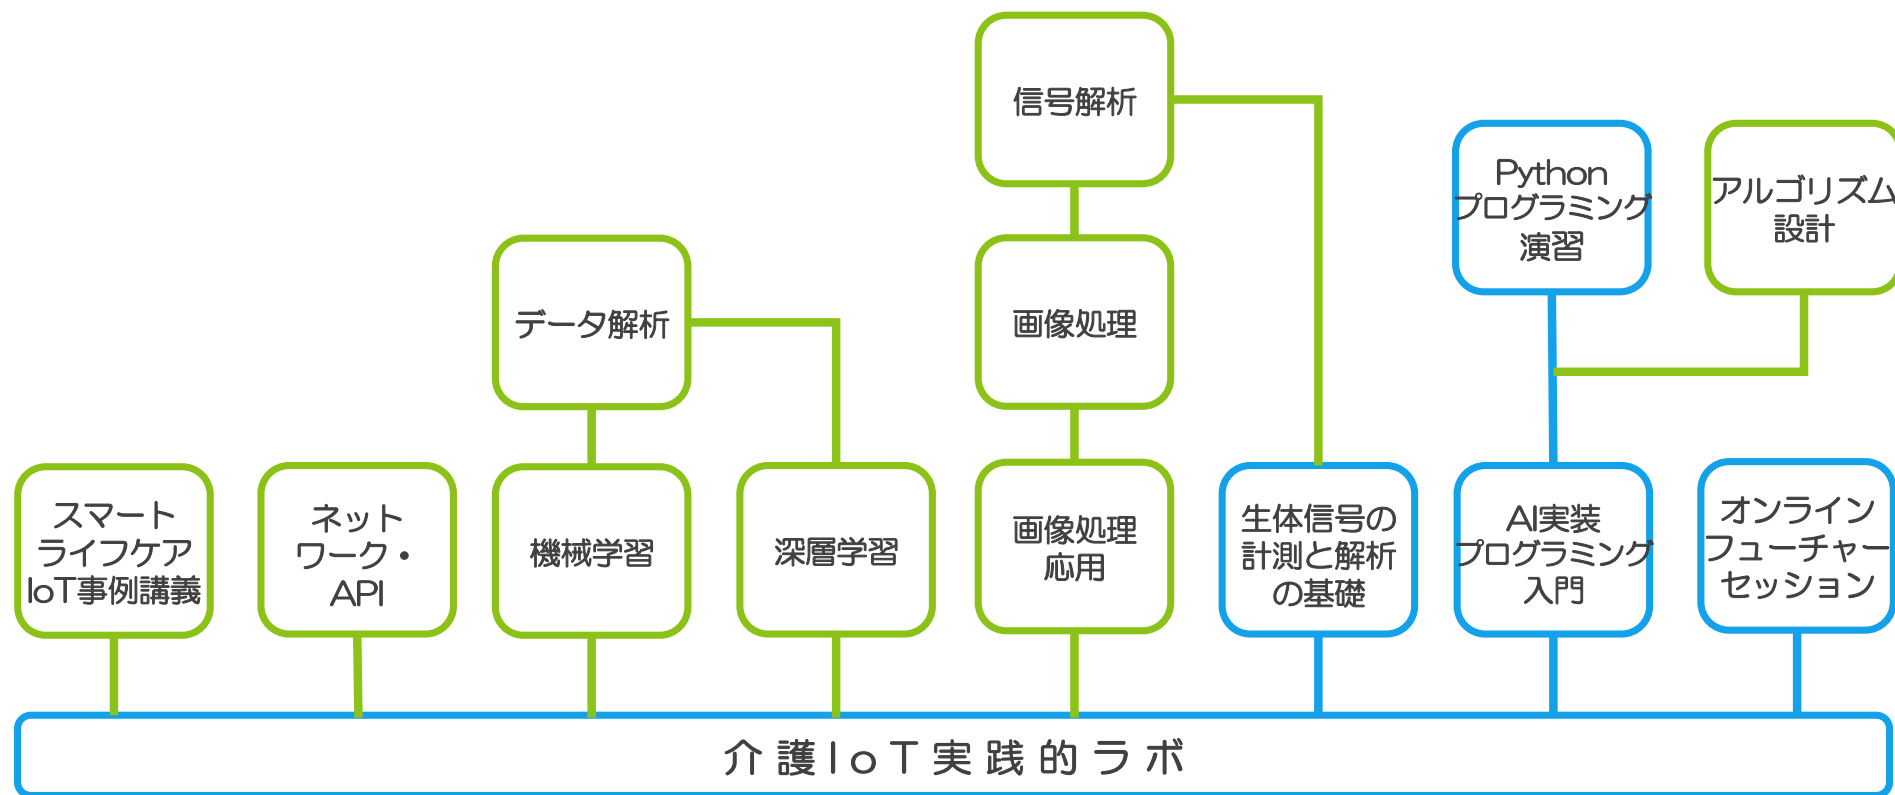 信号解析
Python
プログラミング
演習
アルゴリズム
設計
データ解析
画像処理
スマート
ライフケア
IoT事例講義
ネット
ワーク・
API
機械学習
深層学習
画像処理
応用
生体信号の
計測と解析
の基礎
AI実装
プログラミング
入門
オンライン
フューチャー
セッション
介護IoT実践的ラボ